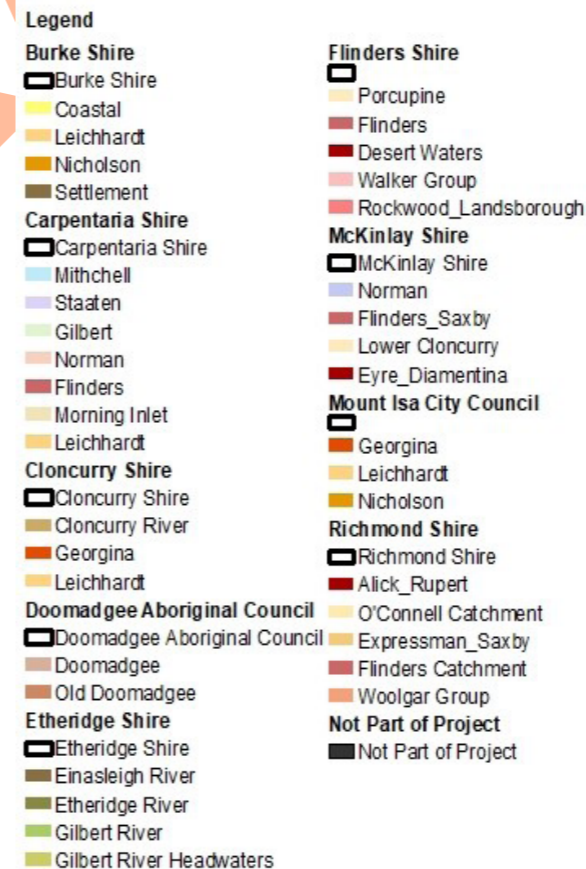 Legend
Burke Shire
Burke Shire
Coastal
Leichhardt
Nicholson
Settlement
Carpentaria Shire
Carpentaria Shire
Mithchell
Staaten
Gilbert
Norman
Flinders
Morning Inlet
Leichhardt
Cloncurry Shire
Cloncurry Shire
Cloncurry River
Georgina
Leichhardt
Doomadgee Aboriginal Council
Doomadgee Aboriginal Council
Doomadgee
Old Doomadgee
Etheridge Shire
Etheridge Shire
Einasleigh River
Etheridge River
Gilbert River
Gilbert River Headwaters
Flinders Shire
Porcupine
Flinders
Desert Waters
Walker Group
Rockwood_Landsborough
McKinlay Shire
McKinlay Shire
Norman
Flinders_Saxby
Lower Cloncurry
Eyre_Diamentina
Mount Isa City Council
Georgina
Leichhardt
Nicholson
Richmond Shire
Richmond Shire
Alick_Rupert
O'Connell Catchment
Expressman_Saxby
Flinders Catchment
Woolgar Group
Not Part of Project
Not Part of Project